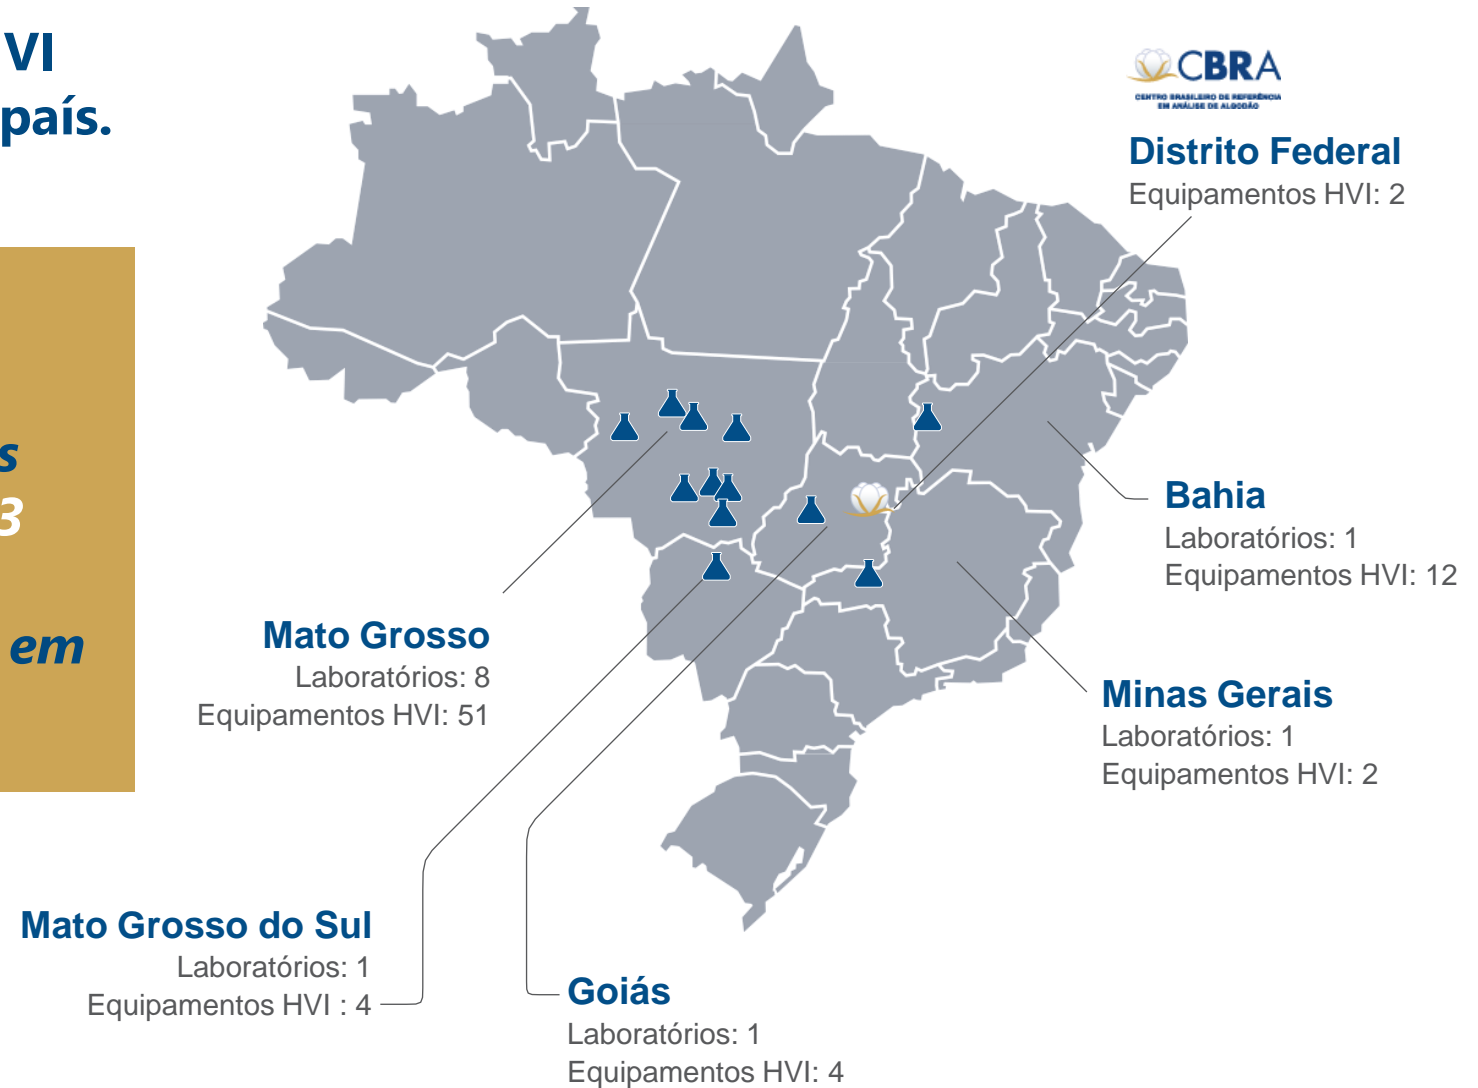 VI
país.
s
3
em
CBRA
CENTRO BRASILEIRO DE REFERÊNCIA
EM ANÁLISE DE ALGODÃO
Distrito Federal
Equipamentos HVI: 2
Bahia
Laboratórios: 1
Equipamentos HVI: 12
Mato Grosso
Laboratórios: 8
Equipamentos HVI: 51
Minas Gerais
Laboratórios: 1
Equipamentos HVI: 2
Mato Grosso do Sul
Laboratórios: 1
Equipamentos HVI : 4
Goiás
Laboratórios: 1
Equipamentos HVI: 4